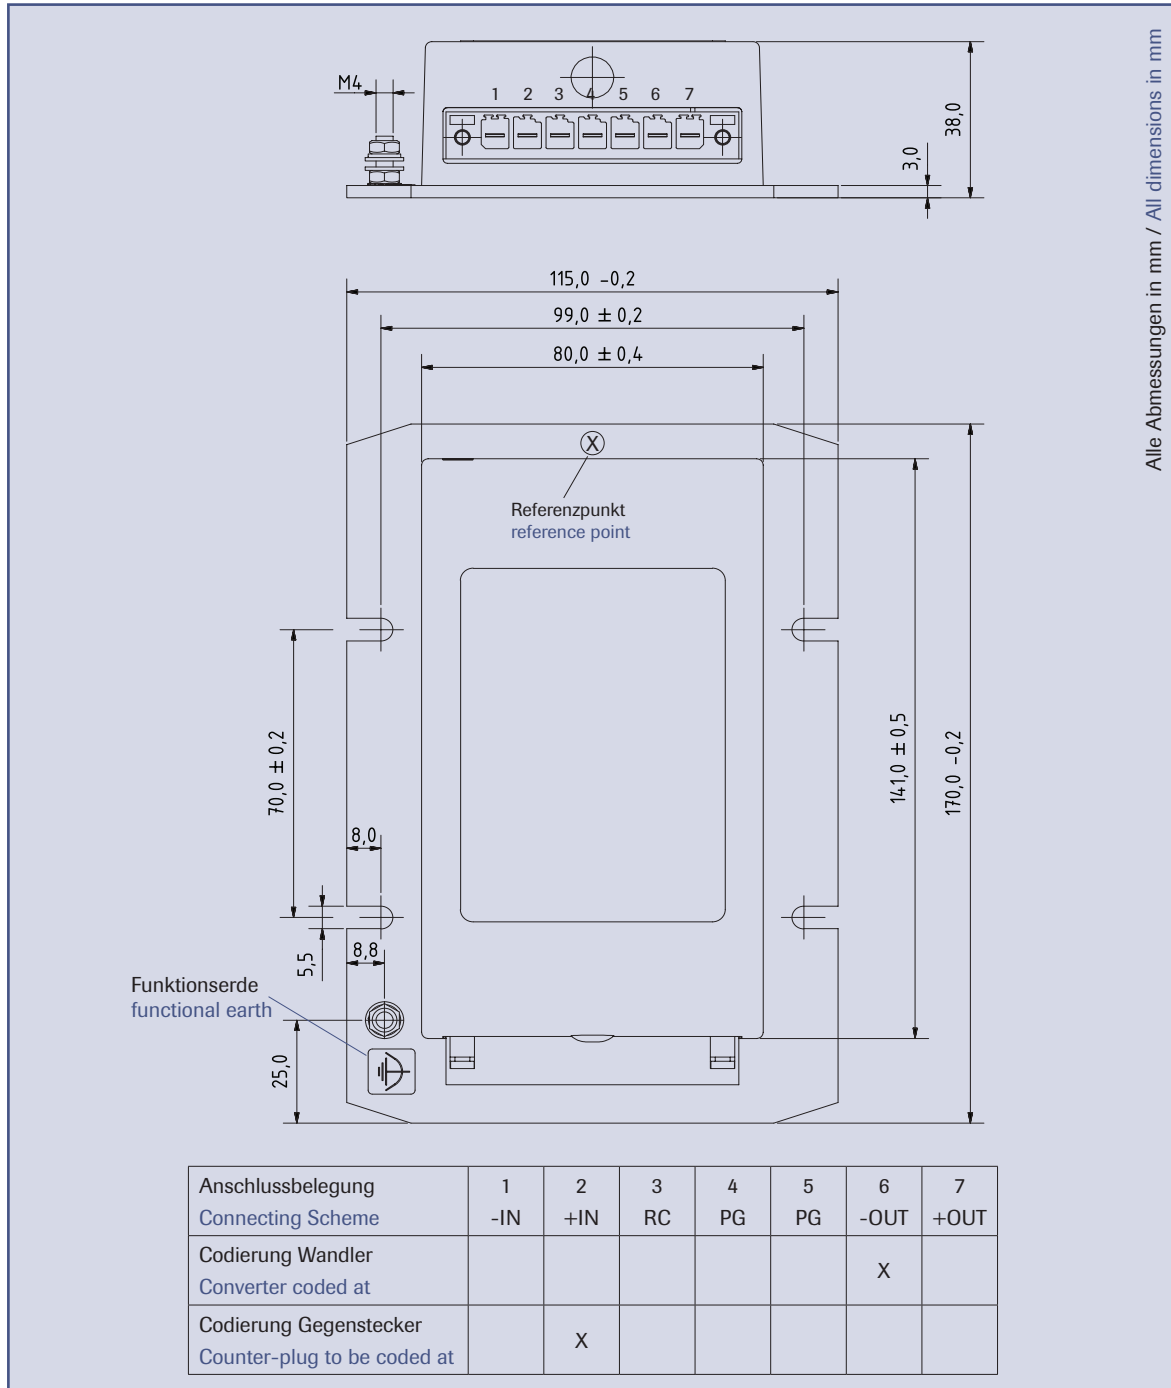 M4
1 2 3 4 5 6 7
38,0
3,0
Alle Abmessungen in mm / All dimensions in mm
115,0 -0,2
99,0 ± 0,2
80,0 ± 0,4
X
Referenzpunkt
reference point
70,0 ± 0,2
141,0 ± 0,5
170,0 -0,2
8,0
5,5
8,8
Funktionserde
functional earth
25,0
Anschlussbelegung 1 2 3 4 5 6 7
Connecting Scheme -IN +IN RC PG PG -OUT +OUT
Codierung Wandler
Converter coded at X
Codierung Gegenstecker
Counter-plug to be coded at X